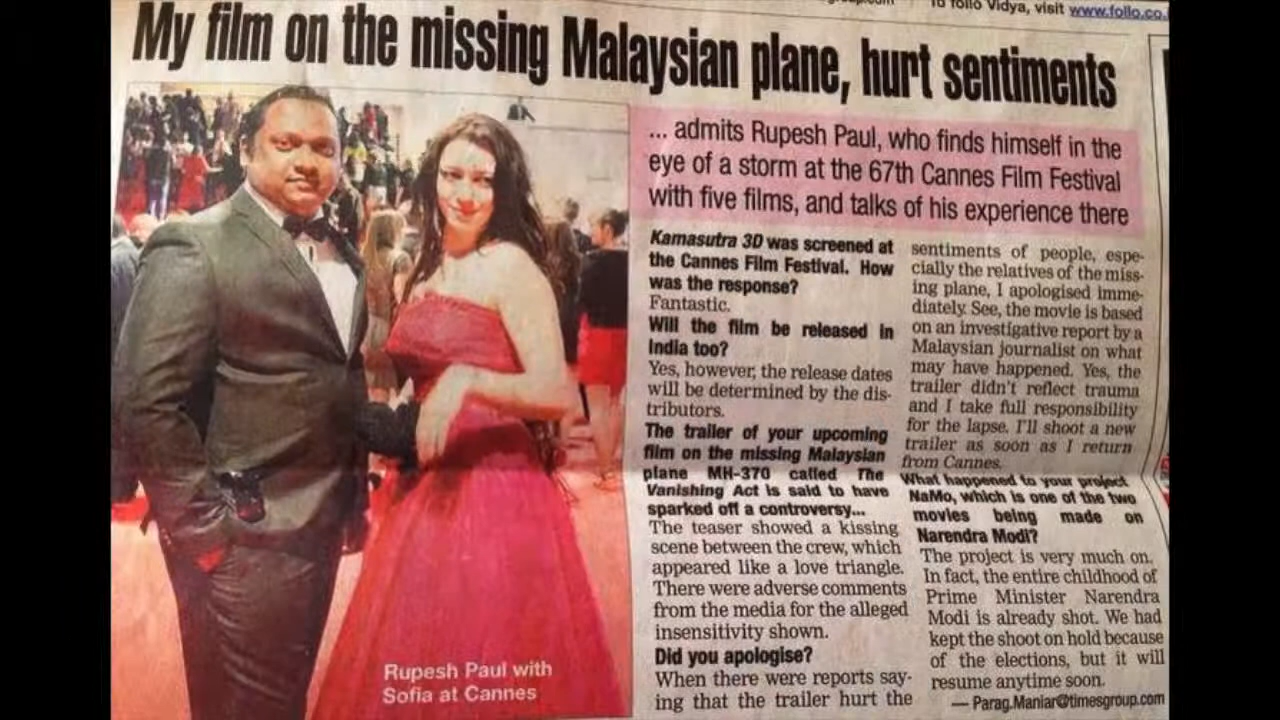 To follo Vidya, visit www.follo.co.
My film on the missing Malaysian plane, hurt sentiments
... admits Rupesh Paul, who finds himself in the
eye of a storm at the 67th Cannes Film Festival
with five films, and talks of his experience there
Kamasutra 3D was screened at
the Cannes Film Festival. How
was the response?
Fantastic.
Will the film be released in
India too?
Yes, however, the release dates
will be determined by the dis-
tributors.
The trailer of your upcoming
film on the missing Malaysian
plane MH-370 called The
Vanishing Act is said to have
sparked off a controversy...
The teaser showed a kissing
scene between the crew, which
appeared like a love triangle.
There were adverse comments
from the media for the alleged
insensitivity shown.
Did you apologise?
When there were reports say-
ing that the trailer hurt the
sentiments of people, espe-
cially the relatives of the miss-
ing plane, I apologised imme-
diately. See, the movie is based
on an investigative report by a
Malaysian journalist on what
may have happened. Yes, the
trailer didn't reflect trauma
and I take full responsibility
for the lapse. I'll shoot a new
trailer as soon as I return
from Cannes.
What happened to your project
NaMo, which is one of the two
movies being made on
Narendra Modi?
The project is very much on.
In fact, the entire childhood of
Prime Minister Narendra
Modi is already shot. We had
kept the shoot on hold because
of the elections, but it will
resume anytime soon.
— Parag.Maniar@timesgroup.com
Rupesh Paul with
Sofia at Cannes